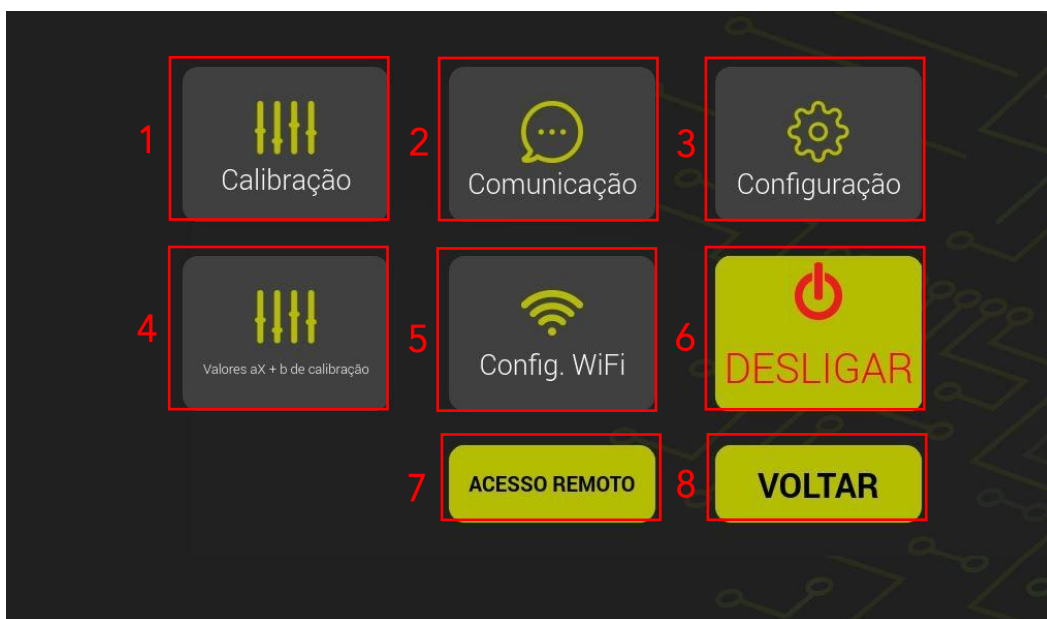 1
Calibração
2
Comunicação
3
Configuração
4
Valores aX + b de calibração
5
Config. WiFi
6
DESLIGAR
7
ACESSO REMOTO
8
VOLTAR